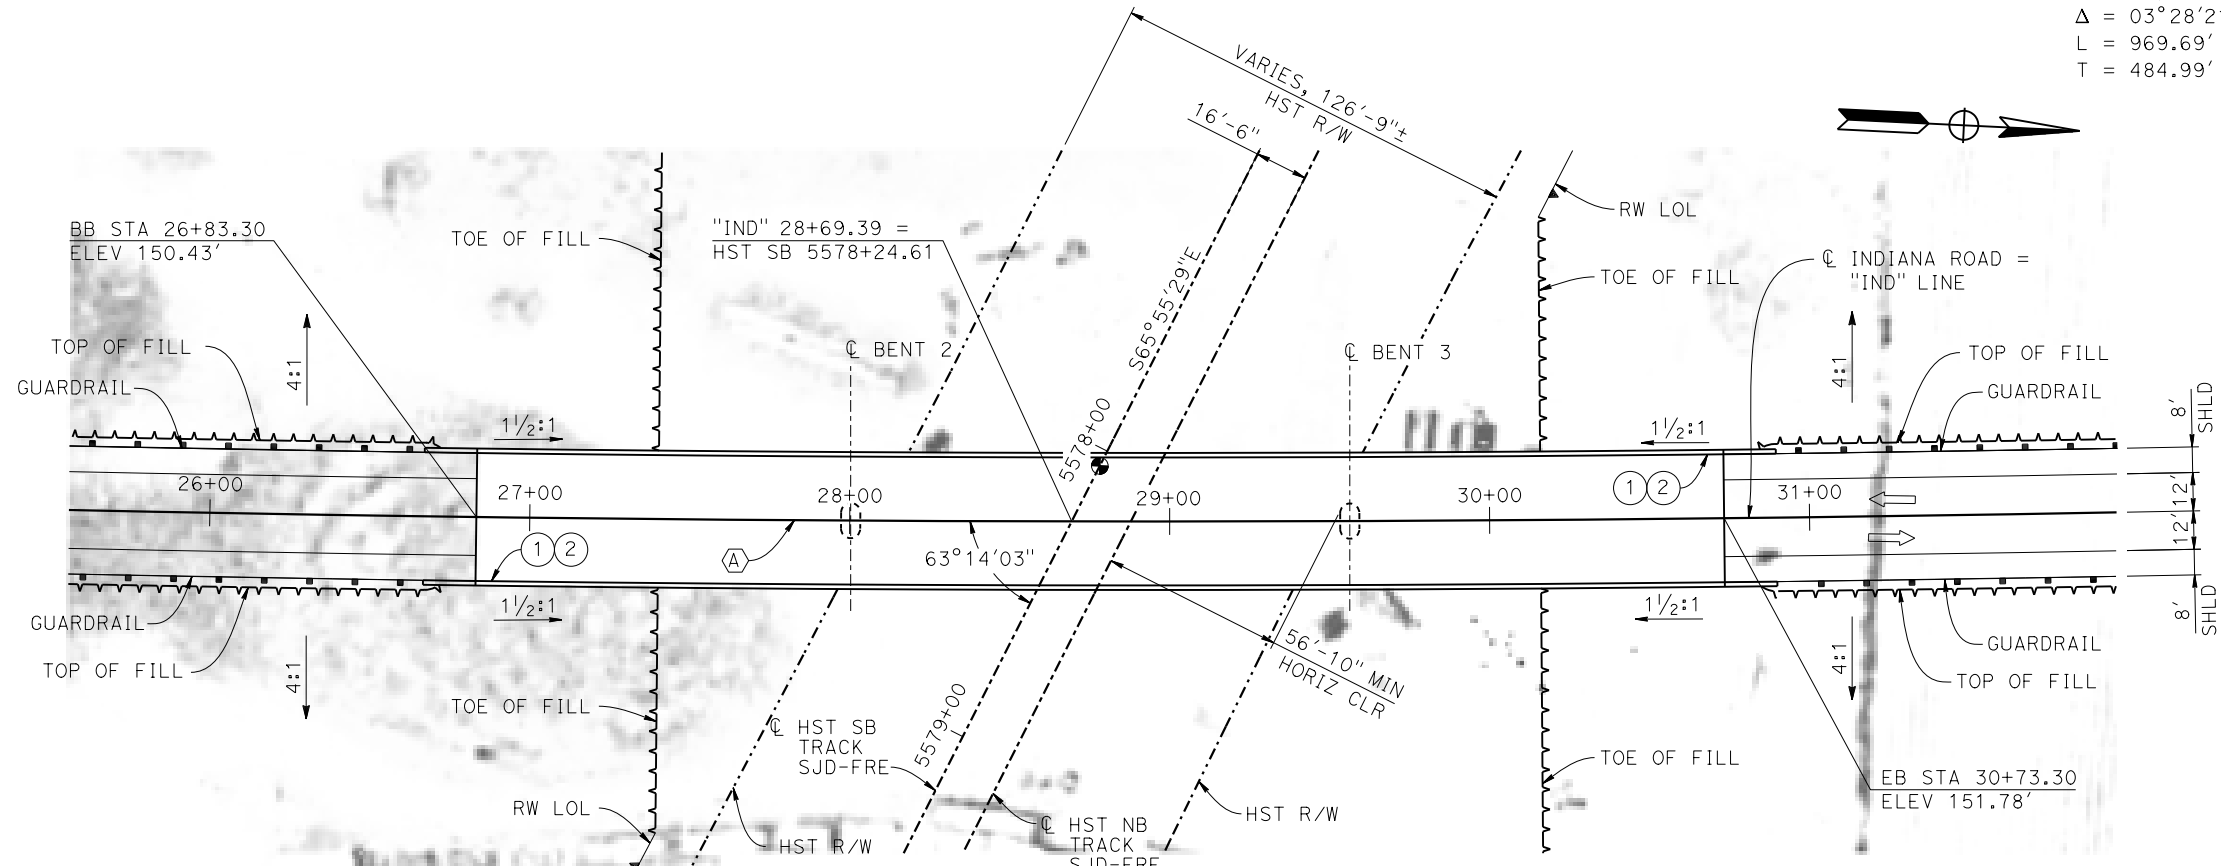 Δ = 03°28'2
L = 969.69'
T = 484.99'
VARIES, 126'-9"±
HST R/W
16'-6"
RW LOL
BB STA 26+83.30
ELEV 150.43'
TOE OF FILL
"IND" 28+69.39 =
HST SB 5578+24.61
S65°55'29"E
TOE OF FILL
℄ INDIANA ROAD =
"IND" LINE
TOP OF FILL
GUARDRAIL
4:1
℄ BENT 2
℄ BENT 3
4:1
TOP OF FILL
GUARDRAIL
8'
SHLD
1½:1
5578+00
1½:1
26+00
27+00
28+00
29+00
30+00
1 2
31+00
12'
12'
1 2
A
63°14'03"
8'
SHLD
GUARDRAIL
TOP OF FILL
4:1
1½:1
1½:1
56'-10" MIN
HORIZ CLR
4:1
GUARDRAIL
TOP OF FILL
TOE OF FILL
℄ HST SB
TRACK
SJD-FRE
5579+00
TOE OF FILL
EB STA 30+73.30
ELEV 151.78'
RW LOL
HST R/W
℄ HST NB
TRACK
SJD-FRE
HST R/W